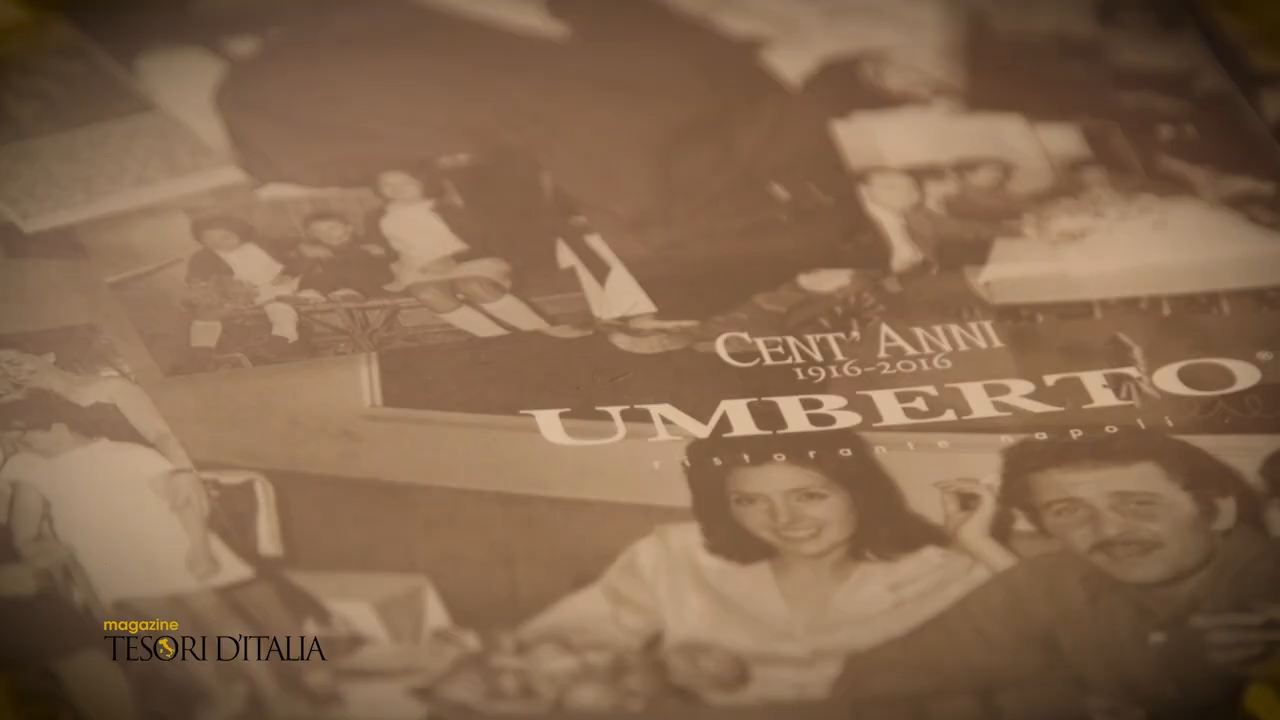 CENT' ANNI
1916-2016
UMBERTO®
ristorante napoli
magazine
TESORI D'ITALIA